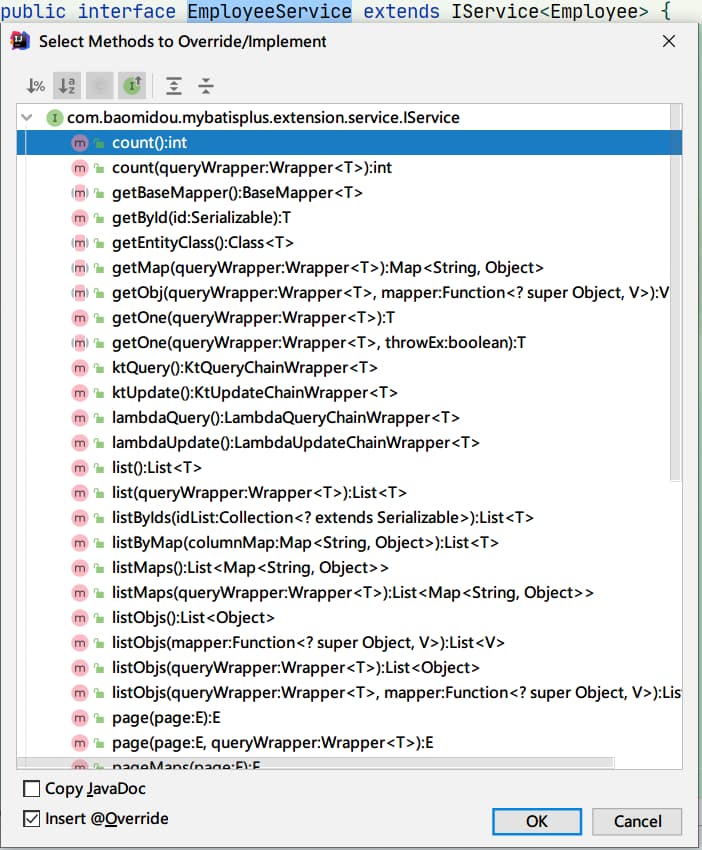 public interface EmployeeService extends IService<Employee> {
Select Methods to Override/Implement
com.baomidou.mybatisplus.extension.service.IService
count():int
count(queryWrapper:Wrapper<T>):int
getBaseMapper():BaseMapper<T>
getById(id:Serializable):T
getEntityClass():Class<T>
getMap(queryWrapper:Wrapper<T>):Map<String, Object>
getObj(queryWrapper:Wrapper<T>, mapper:Function<? super Object, V>):V
getOne(queryWrapper:Wrapper<T>):T
getOne(queryWrapper:Wrapper<T>, throwEx:boolean):T
ktQuery():KtQueryChainWrapper<T>
ktUpdate():KtUpdateChainWrapper<T>
lambdaQuery():LambdaQueryChainWrapper<T>
lambdaUpdate():LambdaUpdateChainWrapper<T>
list():List<T>
list(queryWrapper:Wrapper<T>):List<T>
listByIds(idList:Collection<? extends Serializable>):List<T>
listByMap(columnMap:Map<String, Object>):List<T>
listMaps():List<Map<String, Object>>
listMaps(queryWrapper:Wrapper<T>):List<Map<String, Object>>
listObjs():List<Object>
listObjs(mapper:Function<? super Object, V>):List<V>
listObjs(queryWrapper:Wrapper<T>):List<Object>
listObjs(queryWrapper:Wrapper<T>, mapper:Function<? super Object, V>):Lis
page(page:E):E
page(page:E, queryWrapper:Wrapper<T>):E
pageMaps(page:E):E
Copy JavaDoc
Insert @Override
OK Cancel